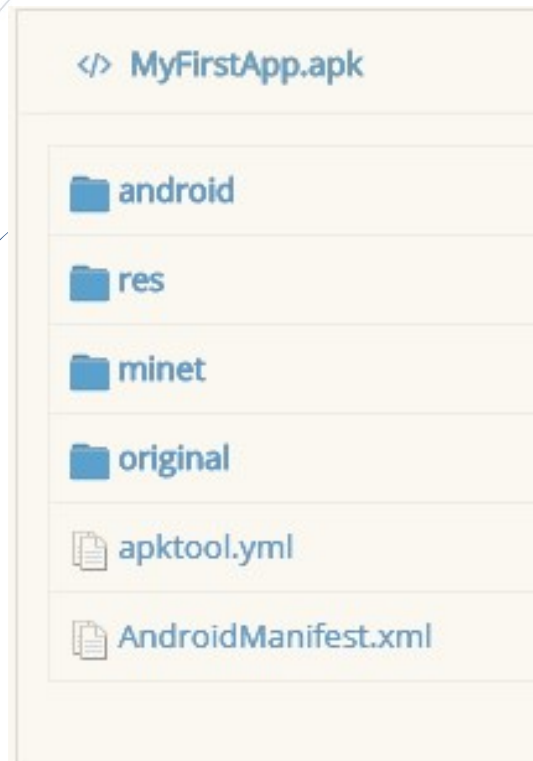 </> MyFirstApp.apk
android
res
minet
original
apktool.yml
AndroidManifest.xml